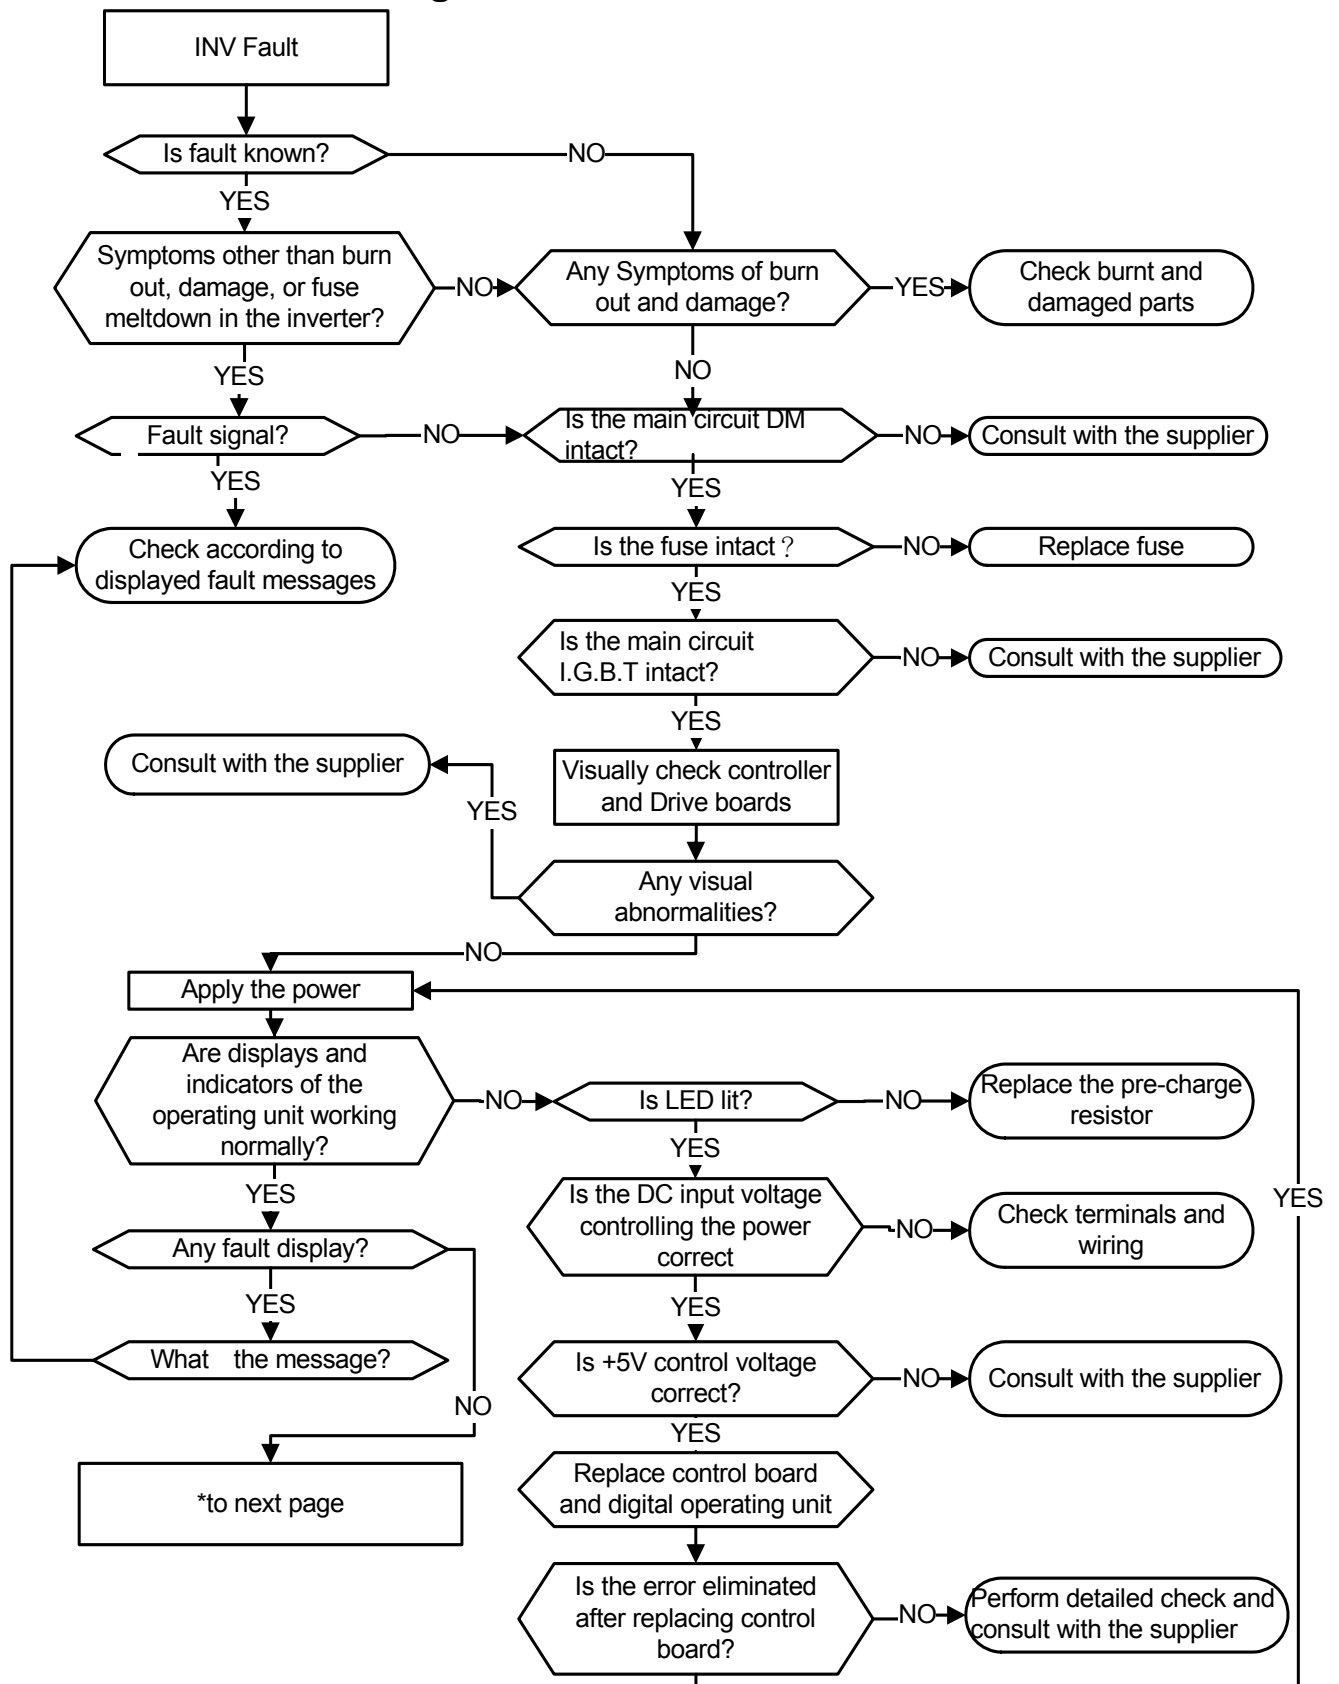 INV Fault
Is fault known?
NO
YES
Symptoms other than burn
out, damage, or fuse
meltdown in the inverter?
NO
Any Symptoms of burn
out and damage?
YES
Check burnt and
damaged parts
YES
NO
Fault signal?
NO
Is the main circuit DM
intact?
NO
Consult with the supplier
YES
YES
Check according to
displayed fault messages
Is the fuse intact？
NO
Replace fuse
YES
Is the main circuit
I.G.B.T intact?
NO
Consult with the supplier
YES
Consult with the supplier
Visually check controller
and Drive boards
YES
Any visual
abnormalities?
NO
Apply the power
Are displays and
indicators of the
operating unit working
normally?
NO
Is LED lit?
NO
Replace the pre-charge
resistor
YES
YES
Is the DC input voltage
controlling the power
correct
NO
Check terminals and
wiring
YES
Any fault display?
YES
YES
What the message?
NO
Is +5V control voltage
correct?
NO
Consult with the supplier
YES
*to next page
Replace control board
and digital operating unit
Is the error eliminated
after replacing control
board?
NO
Perform detailed check and
consult with the supplier
YES